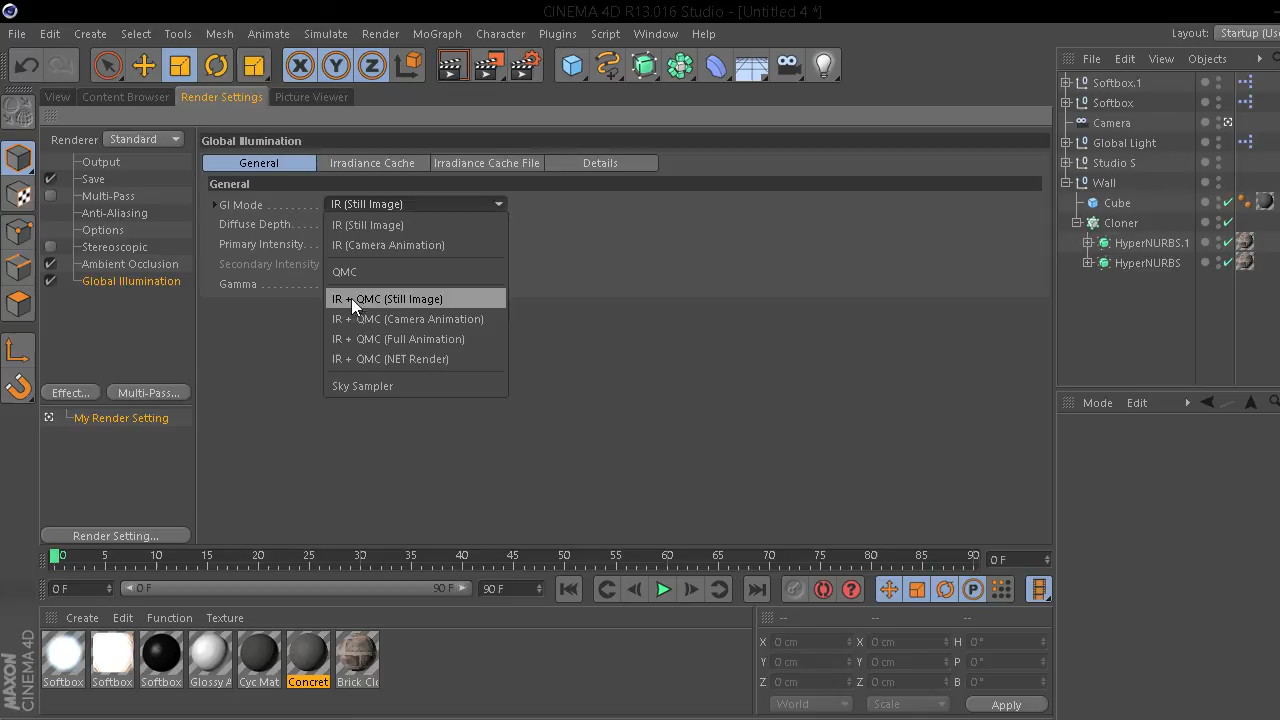 CINEMA 4D R13.016 Studio - [Untitled 4 *]
File Edit Create Select Tools Mesh Animate Simulate Render MoGraph Character Plugins Script Window Help
Layout: Startup (Use
View Content Browser Render Settings Picture Viewer
File Edit View Objects
Renderer Standard
Output
Save
Multi-Pass
Anti-Aliasing
Options
Stereoscopic
Ambient Occlusion
Global Illumination
Effect... Multi-Pass...
My Render Setting
Render Setting...
Global Illumination
General Irradiance Cache Irradiance Cache File Details
General
GI Mode . . . . . . . . IR (Still Image)
Diffuse Depth. . .
Primary Intensity. . .
Secondary Intensity
Gamma . . . . . . . . .
IR (Still Image)
IR (Camera Animation)
QMC
IR + QMC (Still Image)
IR + QMC (Camera Animation)
IR + QMC (Full Animation)
IR + QMC (NET Render)
Sky Sampler
Softbox.1
Softbox
Camera
Global Light
Studio S
Wall
Cube
Cloner
HyperNURBS.1
HyperNURBS
Mode Edit
0 5 10 15 20 25 30 35 40 45 50 55 60 65 70 75 80 85 90 0 F
0 F 0 F 90 F 90 F
P
Create Edit Function Texture
Softbox Softbox Softbox Glossy A Cyc Mat Concret Brick Cle
-- -- --
X 0 cm X 0 cm H 0 °
Y 0 cm Y 0 cm P 0 °
Z 0 cm Z 0 cm B 0 °
World Scale Apply
MAXON
CINEMA 4D